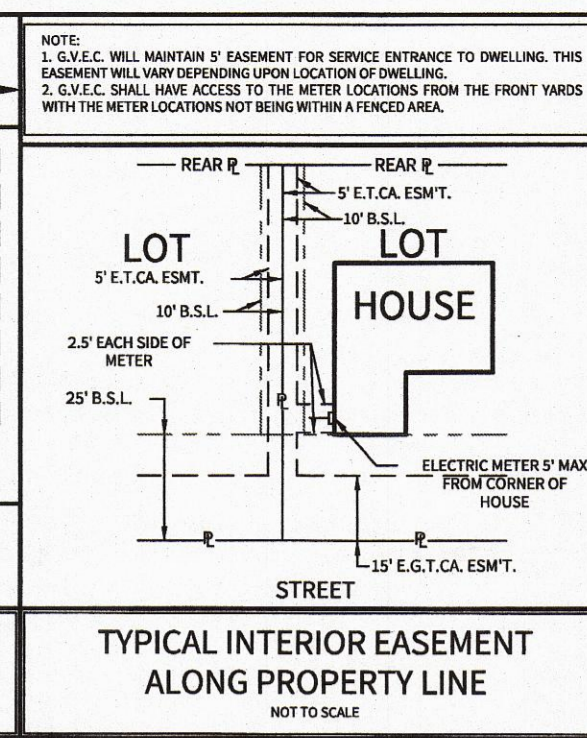 NOTE:
1. G.V.E.C. WILL MAINTAIN 5' EASEMENT FOR SERVICE ENTRANCE TO DWELLING. THIS
EASEMENT WILL VARY DEPENDING UPON LOCATION OF DWELLING.
2. G.V.E.C. SHALL HAVE ACCESS TO THE METER LOCATIONS FROM THE FRONT YARDS
WITH THE METER LOCATIONS NOT BEING WITHIN A FENCED AREA.
REAR ℄ REAR ℄
5' E.T.CA. ESM'T.
10' B.S.L.
LOT LOT
5' E.T.CA. ESMT.
HOUSE
10' B.S.L.
2.5' EACH SIDE OF
METER
25' B.S.L.
PL
ELECTRIC METER 5' MAX
FROM CORNER OF
HOUSE
PL PL
15' E.G.T.CA. ESM'T.
STREET
TYPICAL INTERIOR EASEMENT
ALONG PROPERTY LINE
NOT TO SCALE